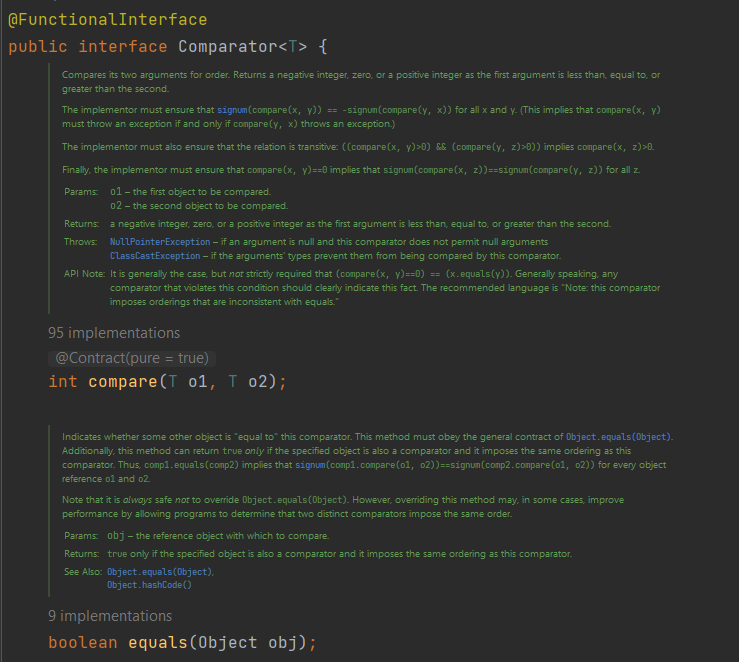 @FunctionalInterface
public interface Comparator<T> {
Compares its two arguments for order. Returns a negative integer, zero, or a positive integer as the first argument is less than, equal to, or
greater than the second.
The implementor must ensure that signum(compare(x, y)) == -signum(compare(y, x)) for all x and y. (This implies that compare(x, y)
must throw an exception if and only if compare(y, x) throws an exception.)
The implementor must also ensure that the relation is transitive: ((compare(x, y)>0) && (compare(y, z)>0)) implies compare(x, z)>0.
Finally, the implementor must ensure that compare(x, y)==0 implies that signum(compare(x, z))==signum(compare(y, z)) for all z.
Params: o1 – the first object to be compared.
o2 – the second object to be compared.
Returns: a negative integer, zero, or a positive integer as the first argument is less than, equal to, or greater than the second.
Throws: NullPointerException – if an argument is null and this comparator does not permit null arguments
ClassCastException – if the arguments' types prevent them from being compared by this comparator.
API Note: It is generally the case, but not strictly required that (compare(x, y)==0) == (x.equals(y)). Generally speaking, any
comparator that violates this condition should clearly indicate this fact. The recommended language is "Note: this comparator
imposes orderings that are inconsistent with equals."
95 implementations
@Contract(pure = true)
int compare(T o1, T o2);
Indicates whether some other object is "equal to" this comparator. This method must obey the general contract of Object.equals(Object).
Additionally, this method can return true only if the specified object is also a comparator and it imposes the same ordering as this
comparator. Thus, comp1.equals(comp2) implies that signum(comp1.compare(o1, o2))==signum(comp2.compare(o1, o2)) for every object
reference o1 and o2.
Note that it is always safe not to override Object.equals(Object). However, overriding this method may, in some cases, improve
performance by allowing programs to determine that two distinct comparators impose the same order.
Params: obj – the reference object with which to compare.
Returns: true only if the specified object is also a comparator and it imposes the same ordering as this comparator.
See Also: Object.equals(Object),
Object.hashCode()
9 implementations
boolean equals(Object obj);